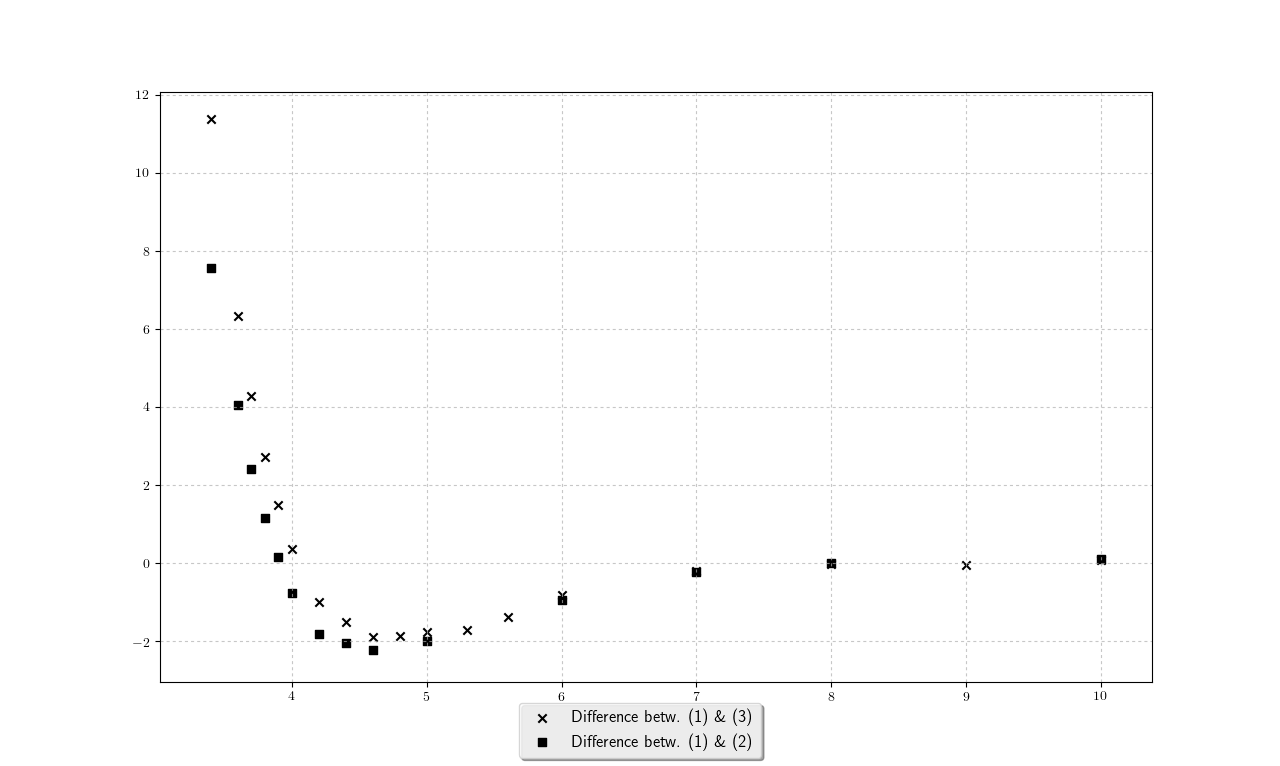 12
10
8
6
4
2
0
−2
4 5 6 7 8 9 10
Difference betw. (1) & (3)
Difference betw. (1) & (2)